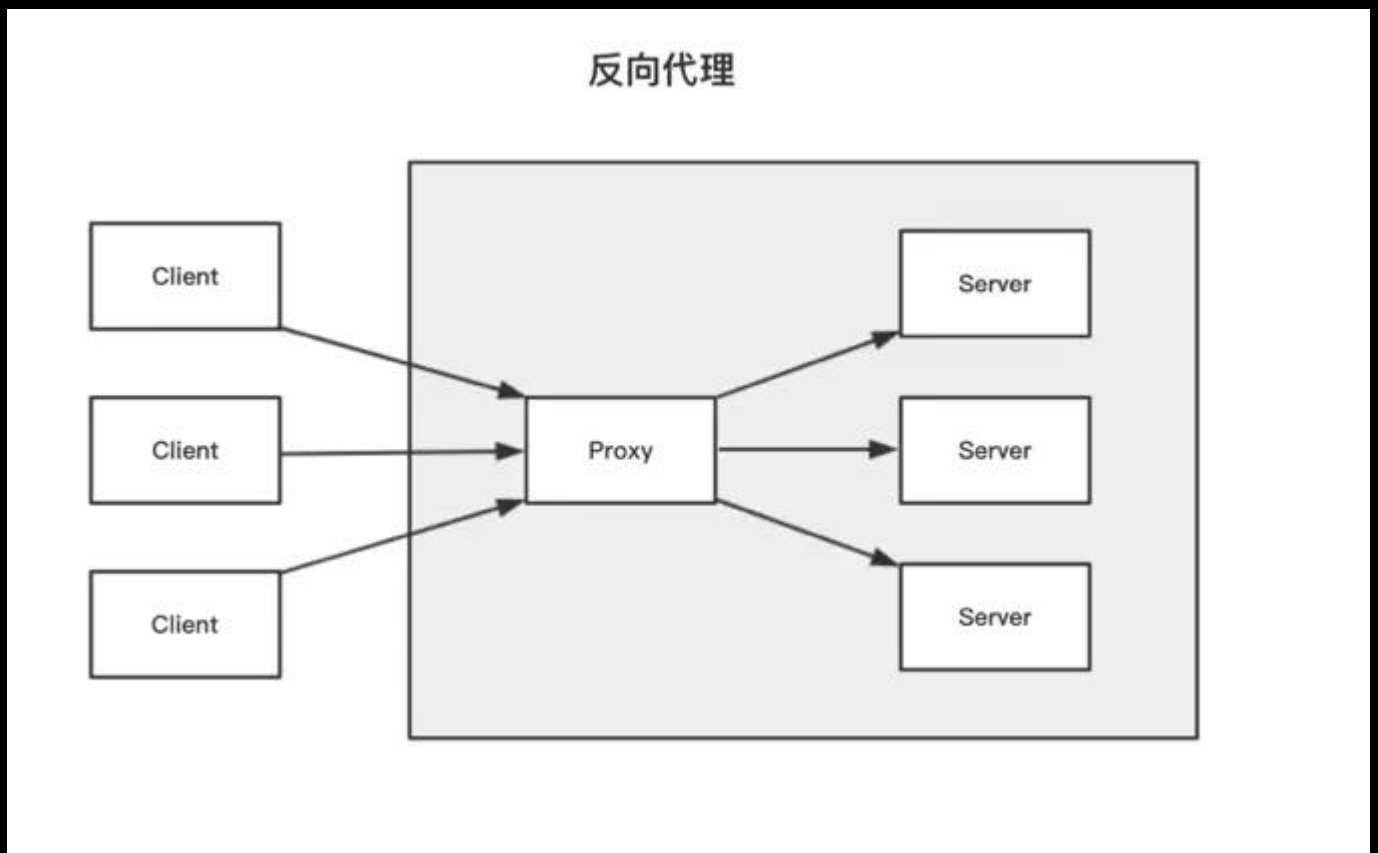 反向代理
Client
Server
Client
Proxy
Server
Client
Server